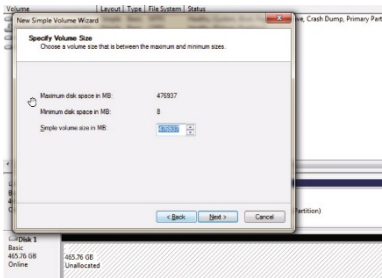 Volume Layout Type File System Status
New Simple Volume Wizard
ve, Crash Dump, Primary Part
Specify Volume Size
Choose a volume size that is between the maximum and minimum sizes.
Maximum disk space in MB: 476937
Minimum disk space in MB: 8
Simple volume size in MB: 476937
< Back Next > Cancel
Partition)
Disk 1
Basic
465.76 GB
Online
465.76 GB
Unallocated